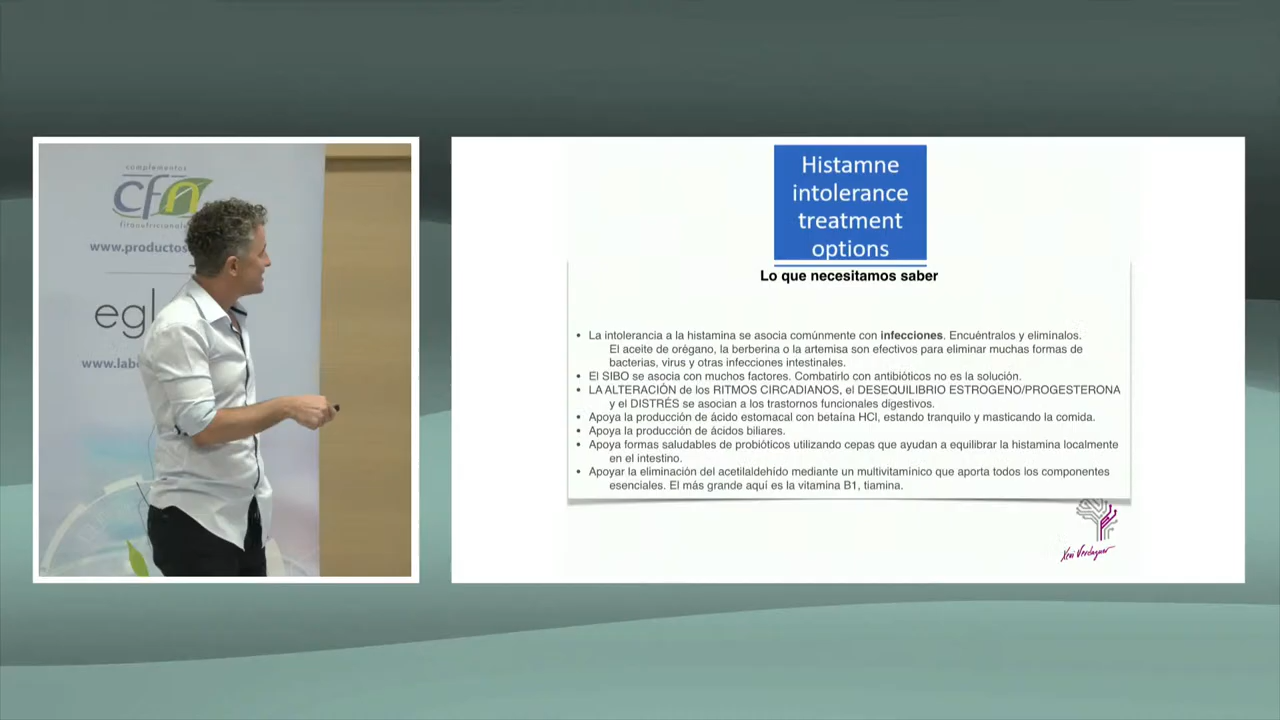 complementos
cfn
fitonutricional
www.productos
egl
www.lab
Histamne
intolerance
treatment
options
Lo que necesitamos saber
• La intolerancia a la histamina se asocia comúnmente con infecciones. Encuéntralos y elimínalos.
El aceite de orégano, la berberina o la artemisa son efectivos para eliminar muchas formas de
bacterias, virus y otras infecciones intestinales.
• El SIBO se asocia con muchos factores. Combatirlo con antibióticos no es la solución.
• LA ALTERACIÓN de los RITMOS CIRCADIANOS, el DESEQUILIBRIO ESTROGENO/PROGESTERONA
y el DISTRÉS se asocian a los trastornos funcionales digestivos.
• Apoya la producción de ácido estomacal con betaína HCl, estando tranquilo y masticando la comida.
• Apoya la producción de ácidos biliares.
• Apoya formas saludables de probióticos utilizando cepas que ayudan a equilibrar la histamina localmente
en el intestino.
• Apoyar la eliminación del acetilaldehído mediante un multivitamínico que aporta todos los componentes
esenciales. El más grande aquí es la vitamina B1, tiamina.
Xevi Verdaguer